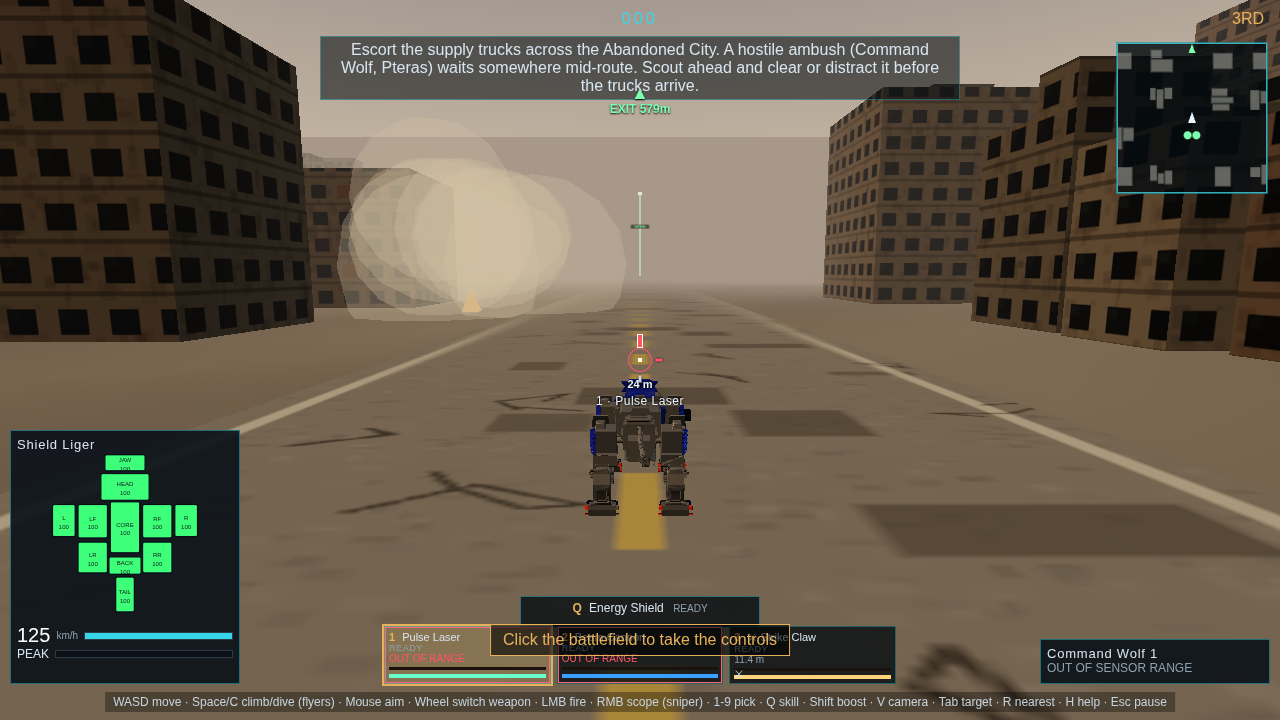 000
3RD
Escort the supply trucks across the Abandoned City. A hostile ambush (Command
Wolf, Pteras) waits somewhere mid-route. Scout ahead and clear or distract it before
the trucks arrive.
EXIT 579m
24 m
1 · Pulse Laser
Shield Liger
JAW
100
HEAD
100
L
100
LF
100
CORE
100
RF
100
R
100
LR
100
BACK
100
RR
100
TAIL
100
125 km/h
PEAK
Q Energy Shield READY
Click the battlefield to take the controls
1 Pulse Laser
READY
OUT OF RANGE
OUT OF RANGE
Claw
READY
11.4 m
Command Wolf 1
OUT OF SENSOR RANGE
WASD move · Space/C climb/dive (flyers) · Mouse aim · Wheel switch weapon · LMB fire · RMB scope (sniper) · 1-9 pick · Q skill · Shift boost · V camera · Tab target · R nearest · H help · Esc pause